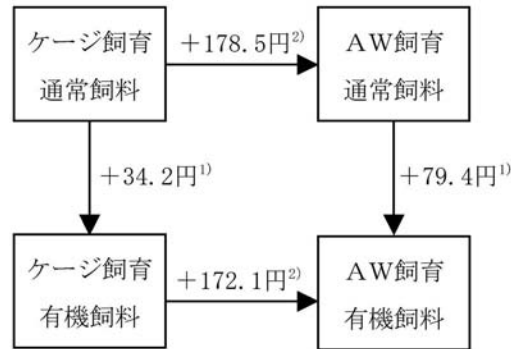 ケージ飼育
通常飼料
+178.5円2)
AW飼育
通常飼料
+34.2円1)
+79.4円1)
ケージ飼育
有機飼料
+172.1円2)
AW飼育
有機飼料